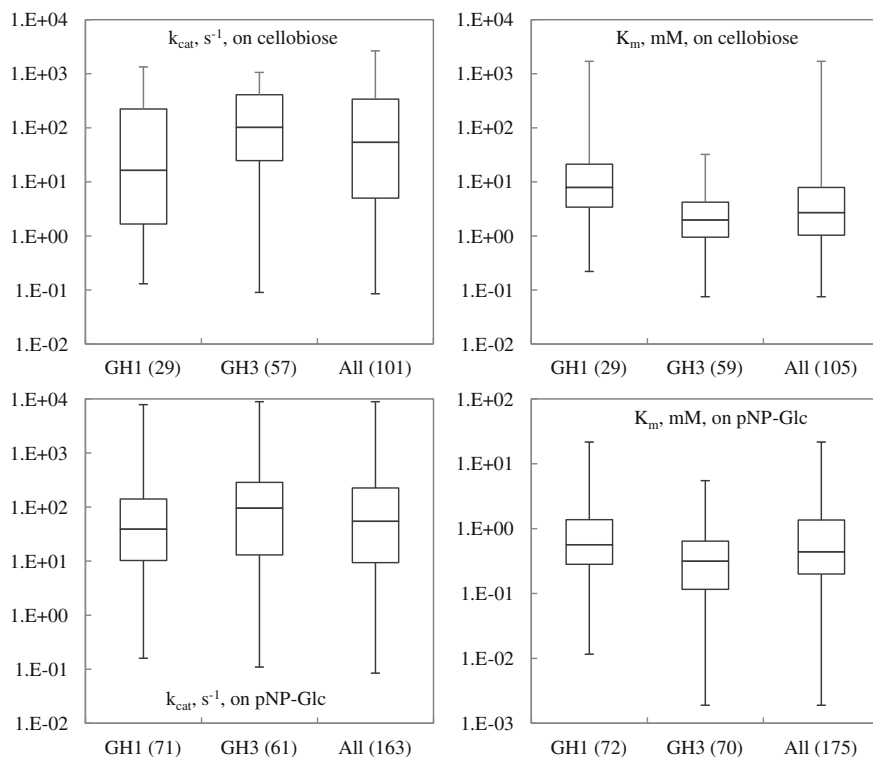 k_cat, s^-1, on cellobiose
1.E+04
1.E+03
1.E+02
1.E+01
1.E+00
1.E-01
1.E-02
GH1 (29) GH3 (57) All (101)
K_m, mM, on cellobiose
1.E+04
1.E+03
1.E+02
1.E+01
1.E+00
1.E-01
1.E-02
GH1 (29) GH3 (59) All (105)
1.E+04
1.E+03
1.E+02
1.E+01
1.E+00
1.E-01
1.E-02
k_cat, s^-1, on pNP-Glc
GH1 (71) GH3 (61) All (163)
K_m, mM, on pNP-Glc
1.E+02
1.E+01
1.E+00
1.E-01
1.E-02
1.E-03
GH1 (72) GH3 (70) All (175)